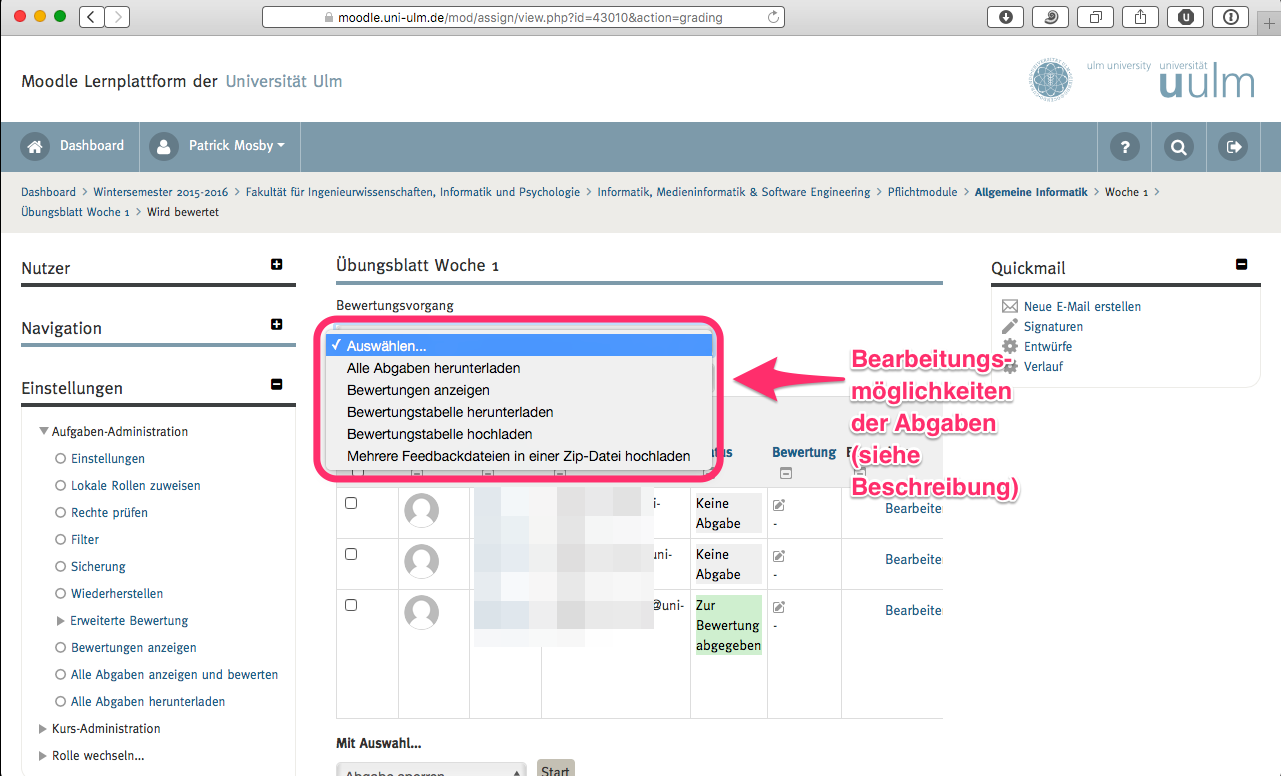 moodle.uni-ulm.de/mod/assign/view.php?id=43010&action=grading
Moodle Lernplattform der Universität Ulm
ulm university universität
uulm
Dashboard
Patrick Mosby
?
Dashboard > Wintersemester 2015-2016 > Fakultät für Ingenieurwissenschaften, Informatik und Psychologie > Informatik, Medieninformatik & Software Engineering > Pflichtmodule > Allgemeine Informatik > Woche 1 >
Übungsblatt Woche 1 > Wird bewertet
Nutzer
Navigation
Einstellungen
Aufgaben-Administration
Einstellungen
Lokale Rollen zuweisen
Rechte prüfen
Filter
Sicherung
Wiederherstellen
Erweiterte Bewertung
Bewertungen anzeigen
Alle Abgaben anzeigen und bewerten
Alle Abgaben herunterladen
Kurs-Administration
Rolle wechseln...
Übungsblatt Woche 1
Bewertungsvorgang
✓ Auswählen...
Alle Abgaben herunterladen
Bewertungen anzeigen
Bewertungstabelle herunterladen
Bewertungstabelle hochladen
Mehrere Feedbackdateien in einer Zip-Datei hochladen
Bearbeitungs-
möglichkeiten
der Abgaben
(siehe
Beschreibung)
Bewertung
i-
Keine
Abgabe
-
Bearbeite
uni-
Keine
Abgabe
-
Bearbeite
@uni-
Zur
Bewertung
abgegeben
-
Bearbeite
Mit Auswahl...
Abgabe sperren
Start
Quickmail
Neue E-Mail erstellen
Signaturen
Entwürfe
Verlauf